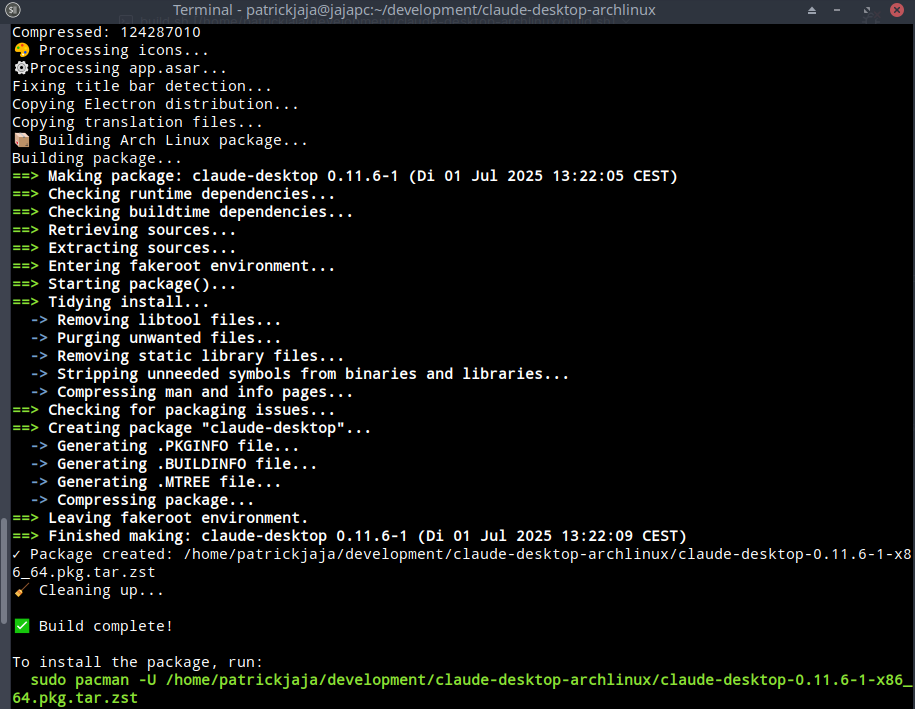 Terminal - patrickjaja@jajapc:~/development/claude-desktop-archlinux
Compressed: 124287010
🎨 Processing icons...
⚙️Processing app.asar...
Fixing title bar detection...
Copying Electron distribution...
Copying translation files...
📦 Building Arch Linux package...
Building package...
==> Making package: claude-desktop 0.11.6-1 (Di 01 Jul 2025 13:22:05 CEST)
==> Checking runtime dependencies...
==> Checking buildtime dependencies...
==> Retrieving sources...
==> Extracting sources...
==> Entering fakeroot environment...
==> Starting package()...
==> Tidying install...
  -> Removing libtool files...
  -> Purging unwanted files...
  -> Removing static library files...
  -> Stripping unneeded symbols from binaries and libraries...
  -> Compressing man and info pages...
==> Checking for packaging issues...
==> Creating package "claude-desktop"...
  -> Generating .PKGINFO file...
  -> Generating .BUILDINFO file...
  -> Generating .MTREE file...
  -> Compressing package...
==> Leaving fakeroot environment.
==> Finished making: claude-desktop 0.11.6-1 (Di 01 Jul 2025 13:22:09 CEST)
✓ Package created: /home/patrickjaja/development/claude-desktop-archlinux/claude-desktop-0.11.6-1-x8
6_64.pkg.tar.zst
🧹 Cleaning up...
✅ Build complete!
To install the package, run:
  sudo pacman -U /home/patrickjaja/development/claude-desktop-archlinux/claude-desktop-0.11.6-1-x86_
64.pkg.tar.zst